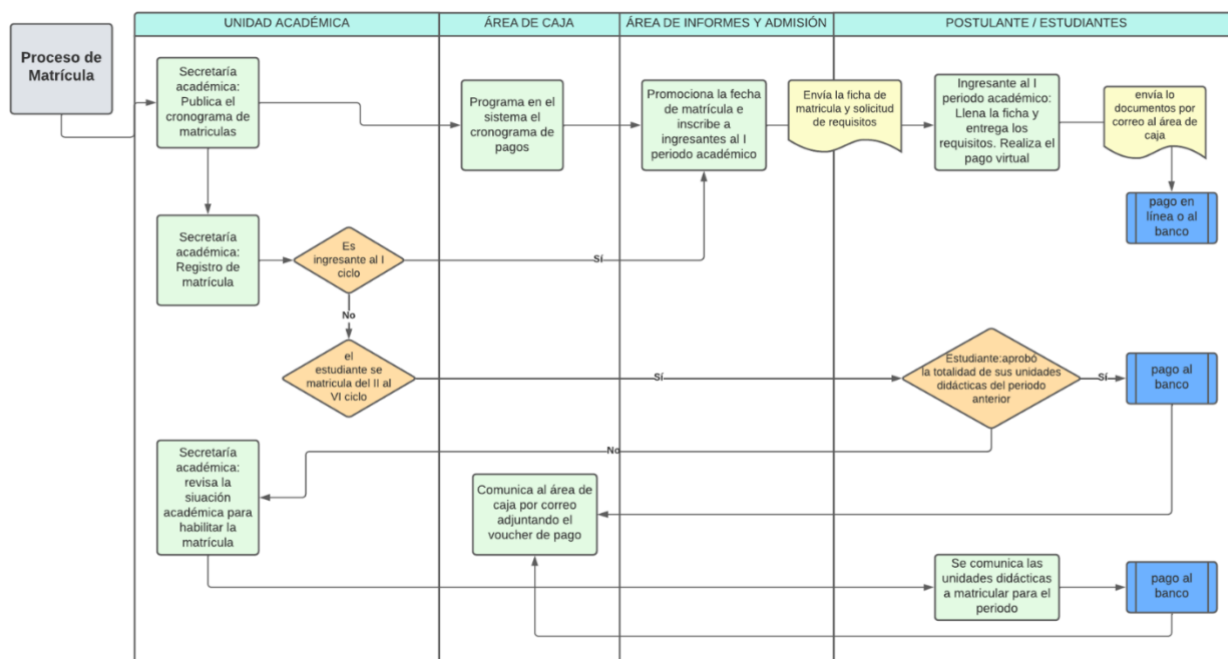 UNIDAD ACADÉMICA
ÁREA DE CAJA
ÁREA DE INFORMES Y ADMISIÓN
POSTULANTE / ESTUDIANTES
Proceso de
Matrícula
Secretaría
académica:
Publica el
cronograma de
matriculas
Programa en el
sistema el
cronograma de
pagos
Promociona la fecha
de matrícula e
inscribe a
ingresantes al I
periodo académico
Envía la ficha de
matricula y solicitud
de requisitos
Ingresante al I
periodo académico:
Llena la ficha y
entrega los
requisitos. Realiza el
pago virtual
envía lo
documentos por
correo al área de
caja
pago en
línea o al
banco
Secretaría
académica:
Registro de
matrícula
Es
ingresante al I
ciclo
Sí
No
el
estudiante se
matricula del II al
VI ciclo
Sí
Estudiante:aprobó
la totalidad de sus unidades
didácticas del periodo
anterior
Sí
pago al
banco
No
Secretaría
académica:
revisa la
siuación
académica para
habilitar la
matrícula
Comunica al área de
caja por correo
adjuntando el
voucher de pago
Se comunica las
unidades didácticas
a matricular para el
periodo
pago al
banco